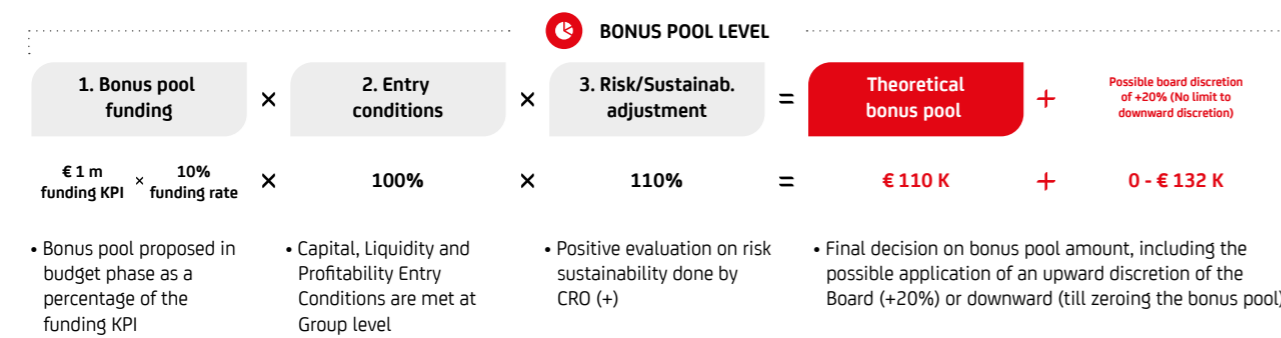 BONUS POOL LEVEL
1. Bonus pool
funding
×
2. Entry
conditions
×
3. Risk/Sustainab.
adjustment
=
Theoretical
bonus pool
+
Possible board discretion
of +20% (No limit to
downward discretion)
€ 1 m
funding KPI
×
10%
funding rate
×
100%
×
110%
=
€ 110 K
+
0 - € 132 K
• Bonus pool proposed in
budget phase as a
percentage of the
funding KPI
• Capital, Liquidity and
Profitability Entry
Conditions are met at
Group level
• Positive evaluation on risk
sustainability done by
CRO (+)
• Final decision on bonus pool amount, including the
possible application of an upward discretion of the
Board (+20%) or downward (till zeroing the bonus pool)